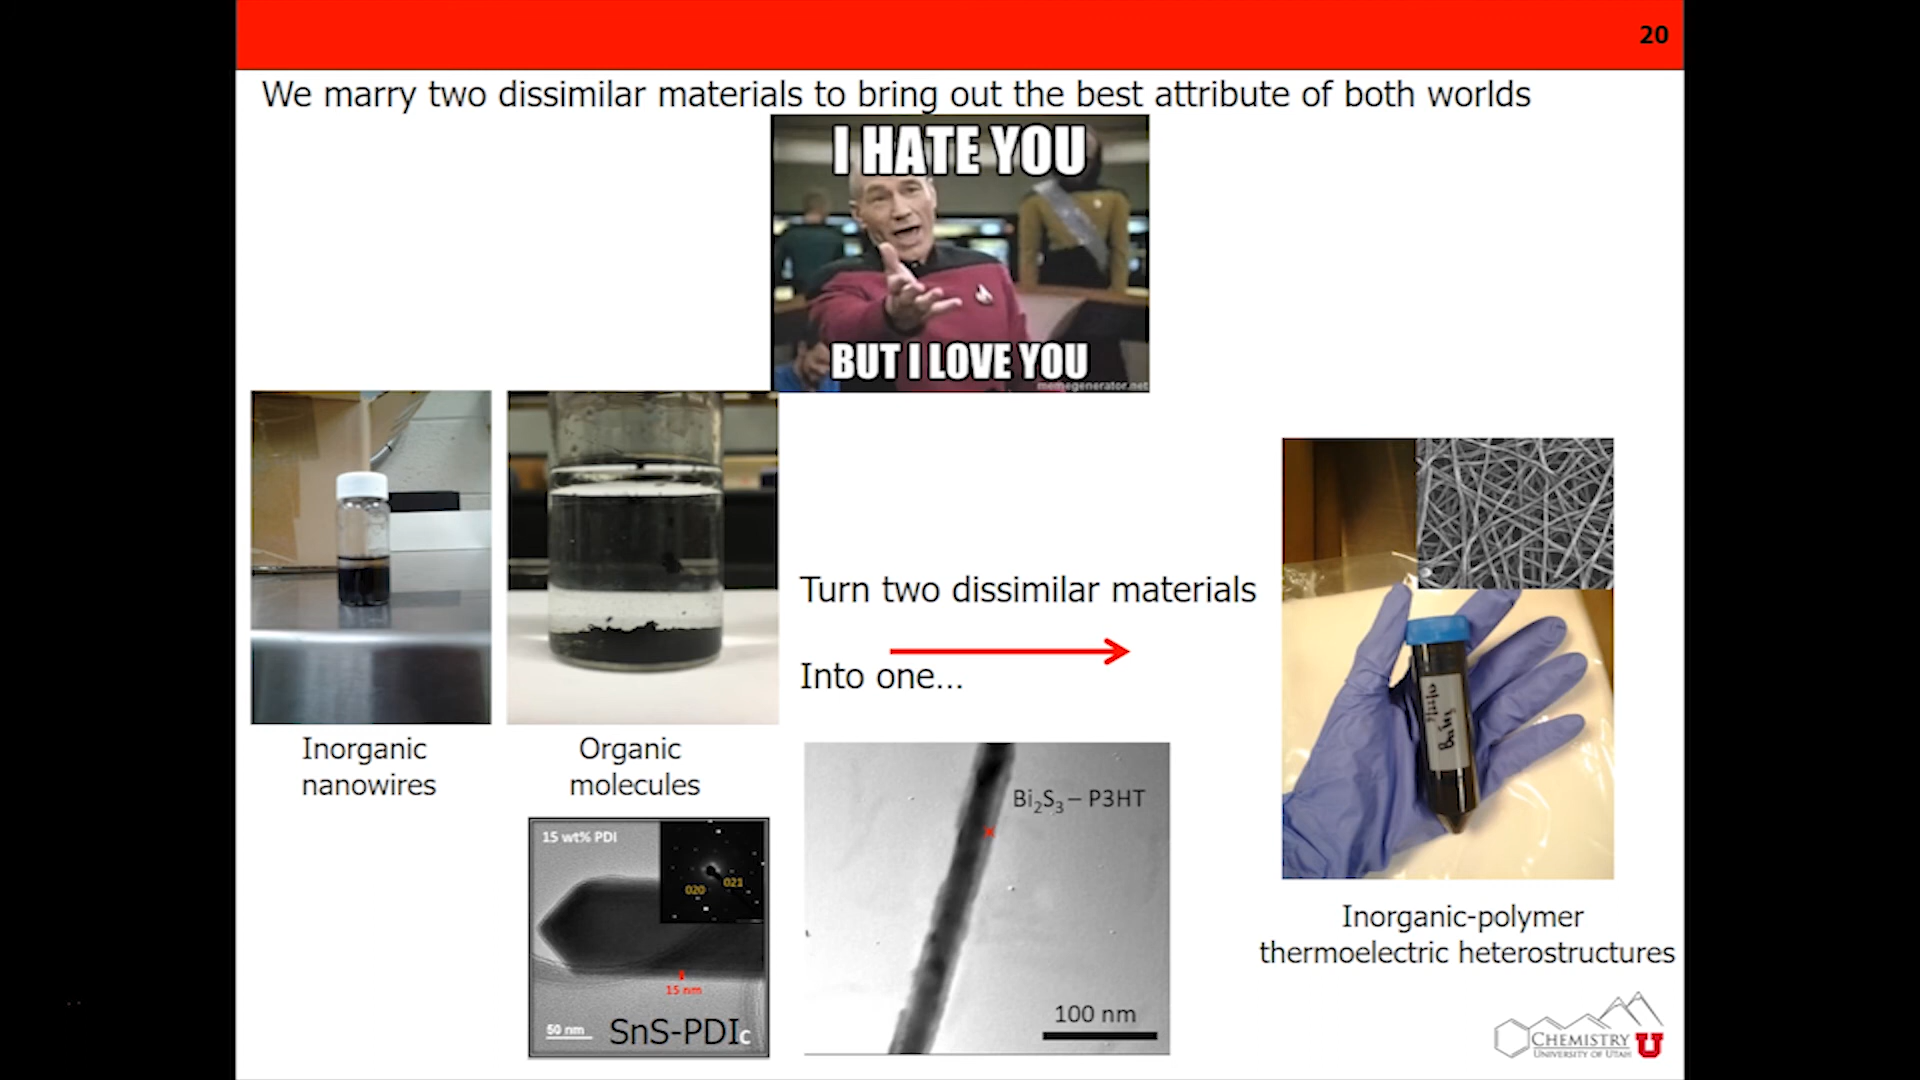 20
We marry two dissimilar materials to bring out the best attribute of both worlds
I HATE YOU
BUT I LOVE YOU
memegenerator.net
Turn two dissimilar materials
Into one...
Inorganic
nanowires
Organic
molecules
15 wt% PDI
020
021
15 nm
50 nm
SnS-PDI
c
Bi₂S₃ – P3HT
x
100 nm
Inorganic-polymer
thermoelectric heterostructures
CHEMISTRY
UNIVERSITY OF UTAH
U